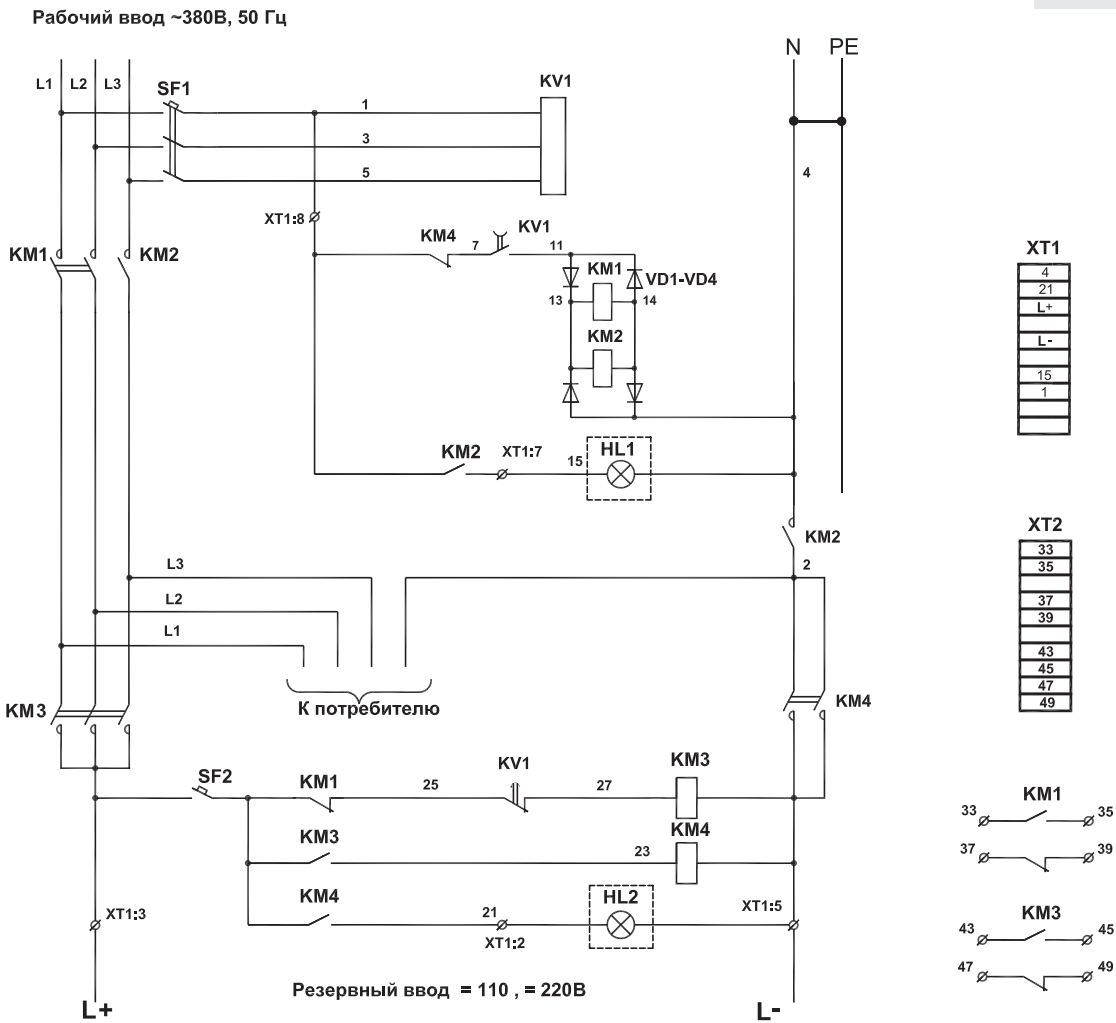 Рабочий ввод ~380В, 50 Гц
N PE
L1 L2 L3
SF1
KV1
1
3
5
4
XT1:8
KM1
KM2
KM4
7
KV1
11
KM1
VD1-VD4
13
14
KM2
KM2
XT1:7
15
HL1
KM2
2
L3
L2
L1
К потребителю
KM3
KM4
SF2
KM1
25
KV1
27
KM3
KM3
23
KM4
KM4
21
XT1:2
HL2
XT1:3
XT1:5
Резервный ввод = 110 , = 220В
L+
L-
XT1
4
21
L+
L-
15
1
XT2
33
35
37
39
43
45
47
49
KM1
33 35
37 39
KM3
43 45
47 49